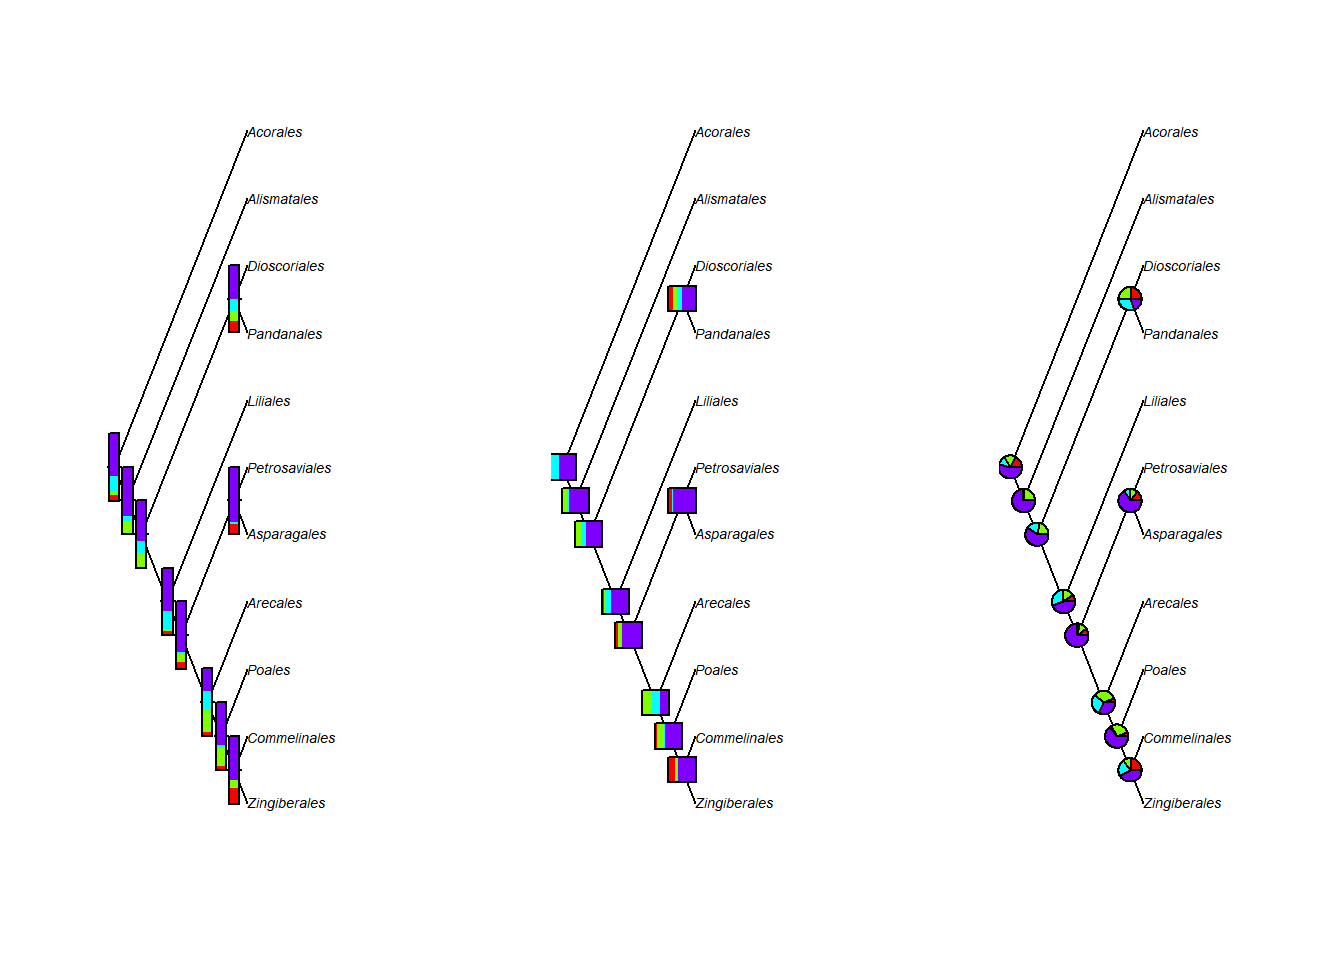 Acorales
Alismatales
Dioscoriales
Pandanales
Liliales
Petrosaviales
Asparagales
Arecales
Poales
Commelinales
Zingiberales
Acorales
Alismatales
Dioscoriales
Pandanales
Liliales
Petrosaviales
Asparagales
Arecales
Poales
Commelinales
Zingiberales
Acorales
Alismatales
Dioscoriales
Pandanales
Liliales
Petrosaviales
Asparagales
Arecales
Poales
Commelinales
Zingiberales